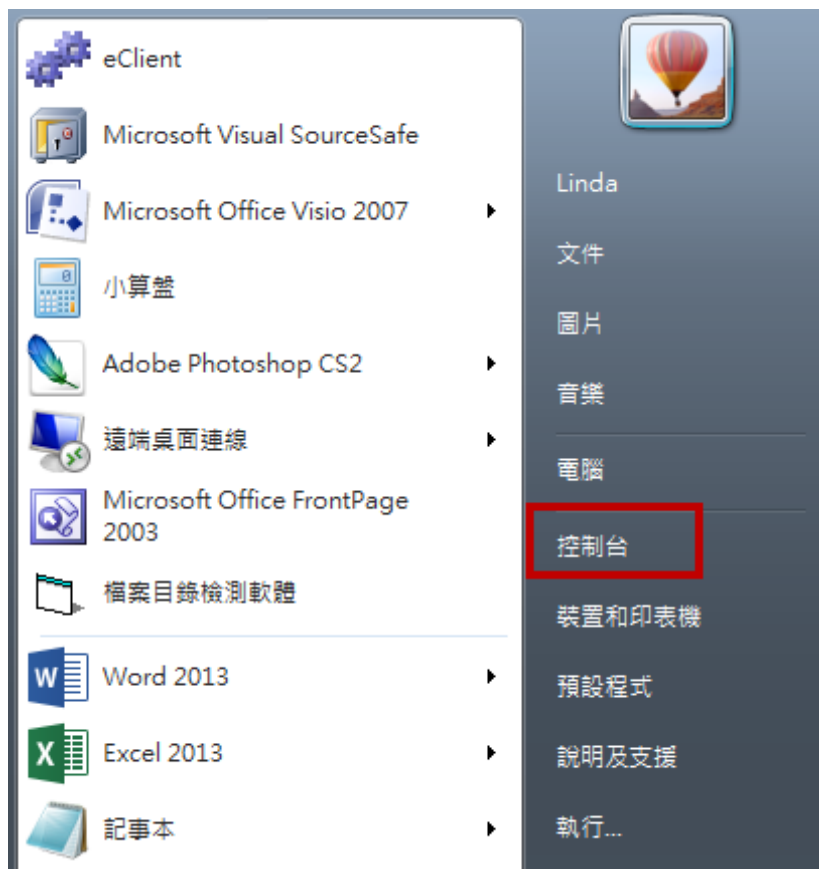 eClient
Microsoft Visual SourceSafe
Microsoft Office Visio 2007
小算盤
Adobe Photoshop CS2
遠端桌面連線
Microsoft Office FrontPage
2003
檔案目錄檢測軟體
Word 2013
Excel 2013
記事本
Linda
文件
圖片
音樂
電腦
控制台
裝置和印表機
預設程式
說明及支援
執行...